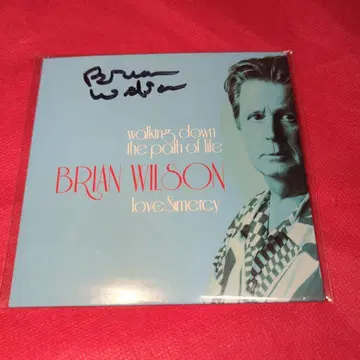 Brian
Wilson
walking down
the path of life
BRIAN WILSON
love&mercy